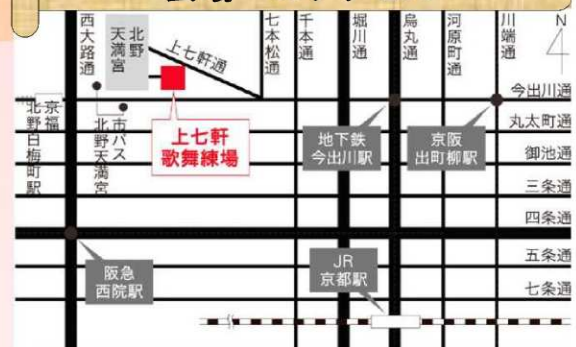 西大路通
北野
天満宮
上七軒通
七本松通
千本通
堀川通
烏丸通
河原町通
川端通
N
今出川通
丸太町通
御池通
三条通
四条通
五条通
七条通
京福
北野白梅町駅
市バス
北野天満宮
上七軒
歌舞練場
地下鉄
今出川駅
京阪
出町柳駅
阪急
西院駅
JR
京都駅